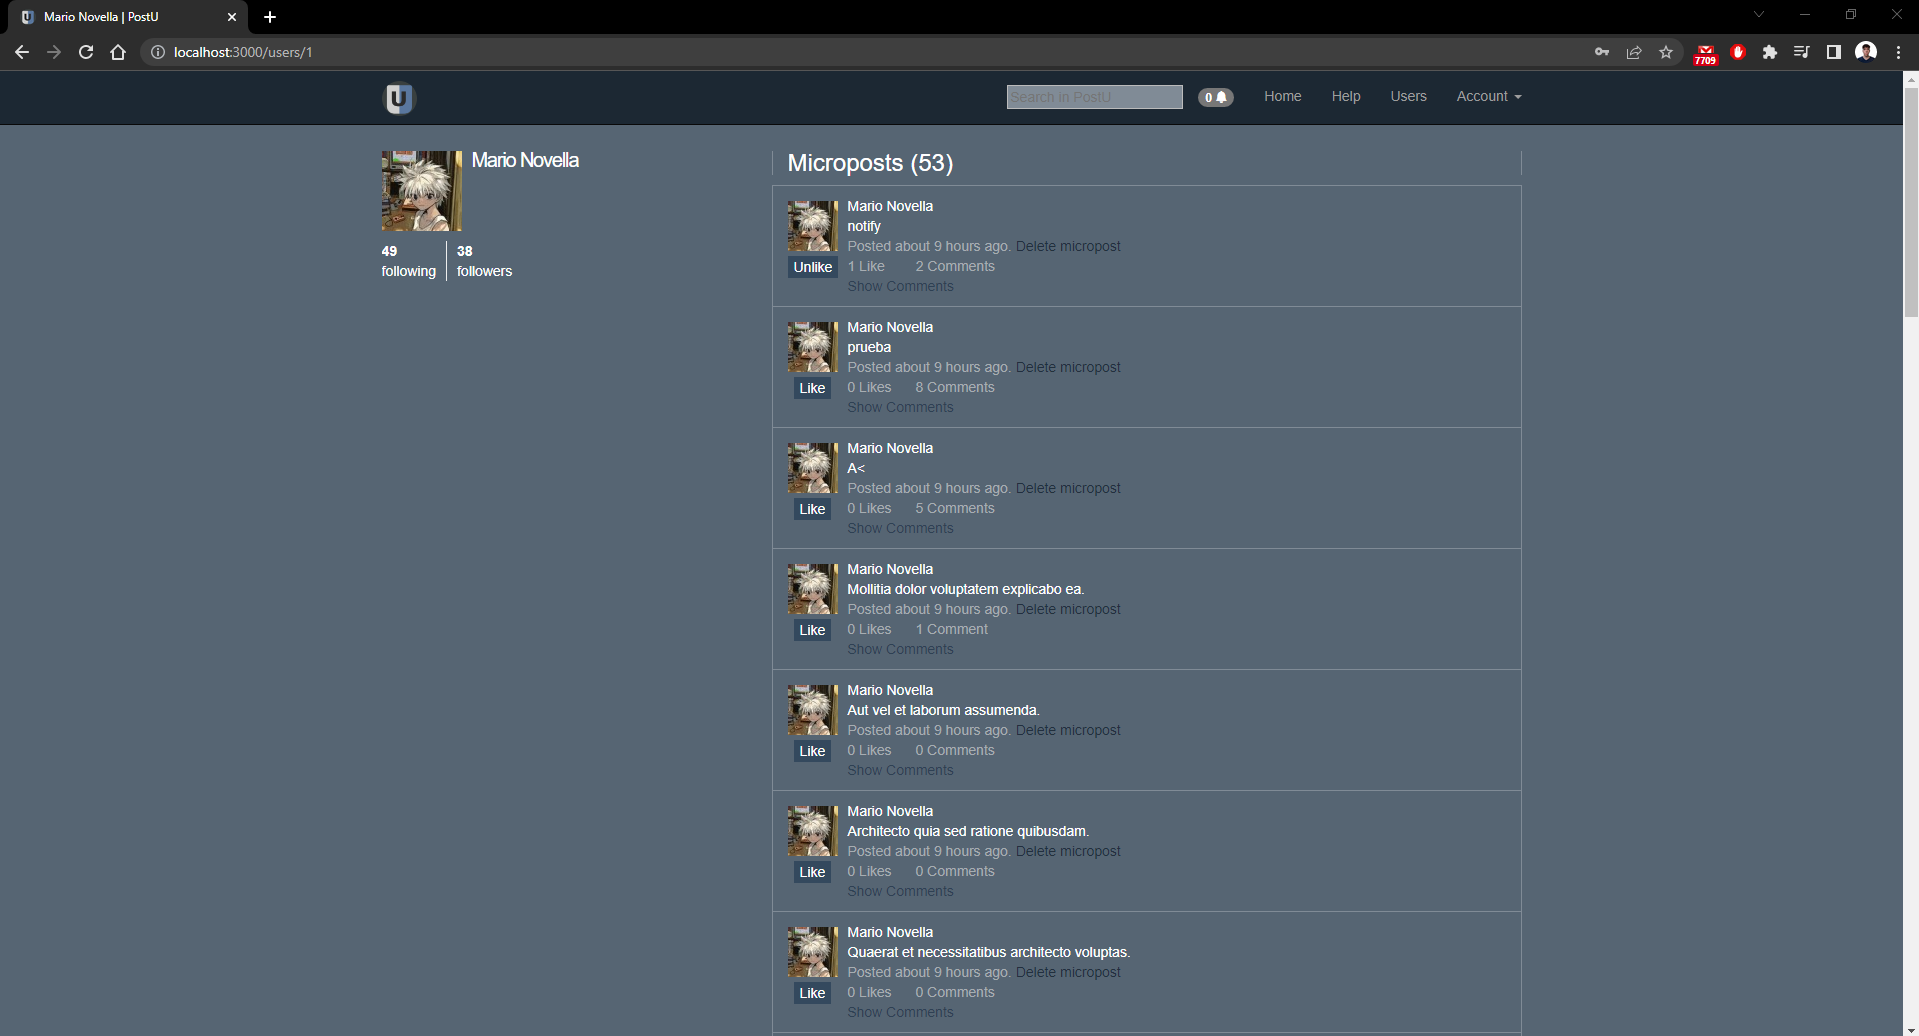 Mario Novella | PostU
localhost:3000/users/1
7709
U
Search in PostU
0
Home
Help
Users
Account
Mario Novella
49
following
38
followers
Microposts (53)
Mario Novella
notify
Posted about 9 hours ago. Delete micropost
Unlike
1 Like 2 Comments
Show Comments
Mario Novella
prueba
Posted about 9 hours ago. Delete micropost
Like
0 Likes 8 Comments
Show Comments
Mario Novella
A<
Posted about 9 hours ago. Delete micropost
Like
0 Likes 5 Comments
Show Comments
Mario Novella
Mollitia dolor voluptatem explicabo ea.
Posted about 9 hours ago. Delete micropost
Like
0 Likes 1 Comment
Show Comments
Mario Novella
Aut vel et laborum assumenda.
Posted about 9 hours ago. Delete micropost
Like
0 Likes 0 Comments
Show Comments
Mario Novella
Architecto quia sed ratione quibusdam.
Posted about 9 hours ago. Delete micropost
Like
0 Likes 0 Comments
Show Comments
Mario Novella
Quaerat et necessitatibus architecto voluptas.
Posted about 9 hours ago. Delete micropost
Like
0 Likes 0 Comments
Show Comments